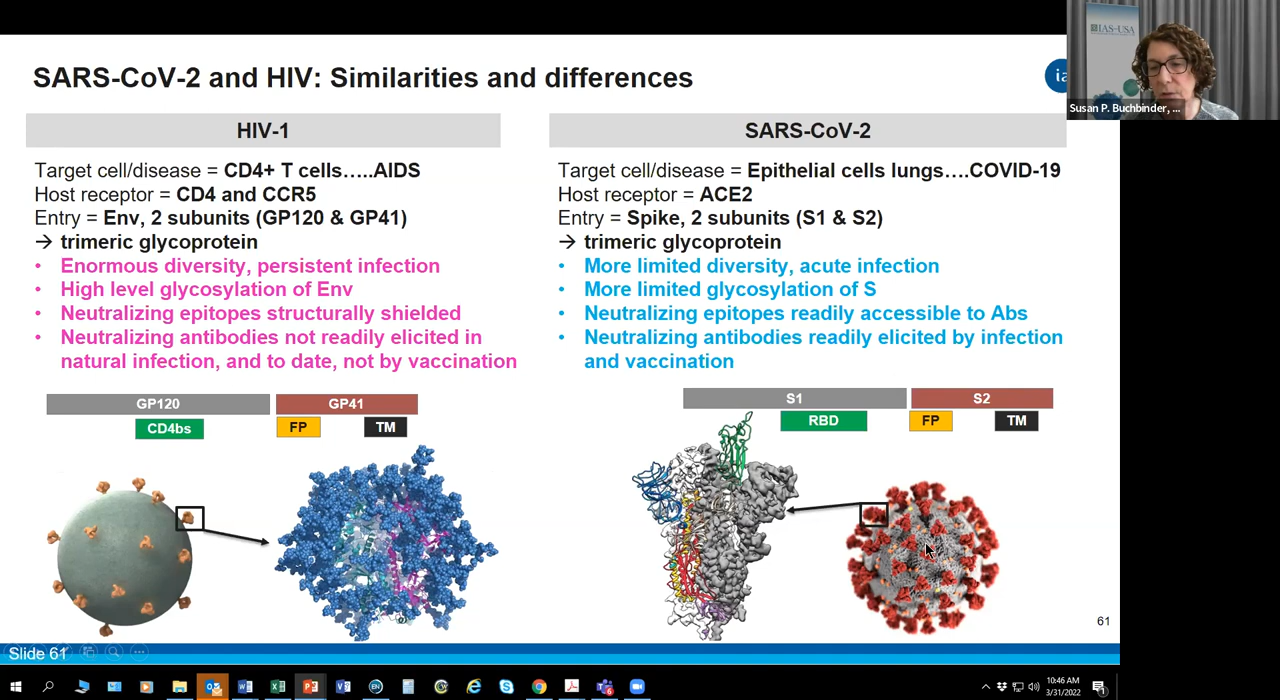 IAS-USA
Susan P. Buchbinder, ...
SARS-CoV-2 and HIV: Similarities and differences
ia
HIV-1
Target cell/disease = CD4+ T cells…..AIDS
Host receptor = CD4 and CCR5
Entry = Env, 2 subunits (GP120 & GP41)
→ trimeric glycoprotein
• Enormous diversity, persistent infection
• High level glycosylation of Env
• Neutralizing epitopes structurally shielded
• Neutralizing antibodies not readily elicited in
natural infection, and to date, not by vaccination
GP120
GP41
CD4bs
FP
TM
SARS-CoV-2
Target cell/disease = Epithelial cells lungs….COVID-19
Host receptor = ACE2
Entry = Spike, 2 subunits (S1 & S2)
→ trimeric glycoprotein
• More limited diversity, acute infection
• More limited glycosylation of S
• Neutralizing epitopes readily accessible to Abs
• Neutralizing antibodies readily elicited by infection
and vaccination
S1
S2
RBD
FP
TM
61
Slide 61
10:46 AM
3/31/2022